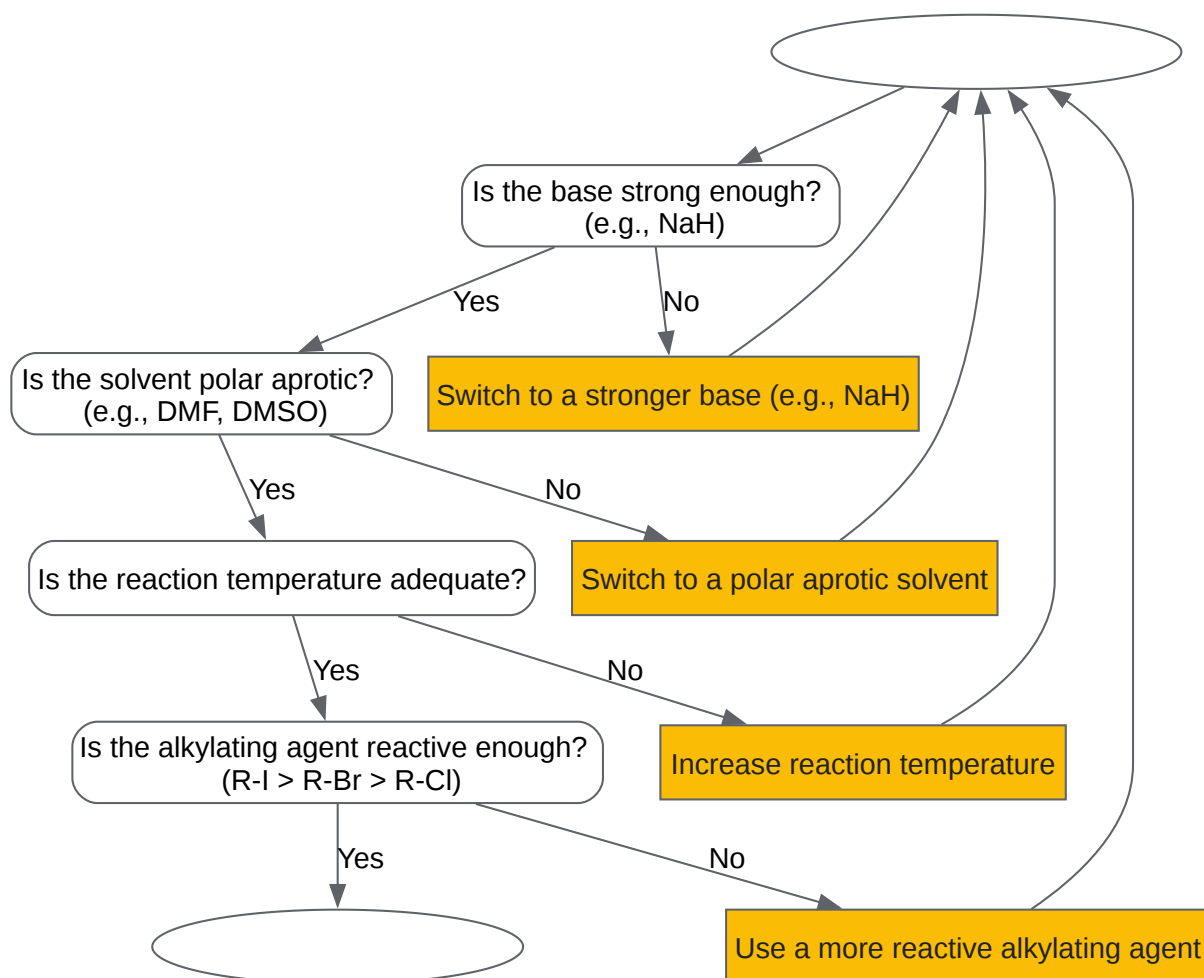 Is the base strong enough?
(e.g., NaH)
Yes
No
Is the solvent polar aprotic?
(e.g., DMF, DMSO)
Switch to a stronger base (e.g., NaH)
Yes
No
Is the reaction temperature adequate?
Switch to a polar aprotic solvent
Yes
No
Is the alkylating agent reactive enough?
(R-I > R-Br > R-Cl)
Increase reaction temperature
Yes
No
Use a more reactive alkylating agent